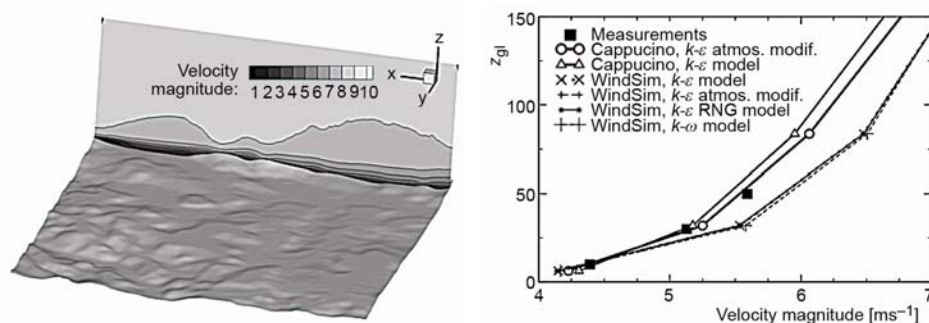 z
x
y
Velocity
magnitude:
1 2 3 4 5 6 7 8 9 10
150
z_gl
100
50
0
Measurements
Cappucino, k-ε atmos. modif.
Cappucino, k-ε model
WindSim, k-ε model
WindSim, k-ε atmos. modif.
WindSim, k-ε RNG model
WindSim, k-ω model
4 5 6 7
Velocity magnitude [ms⁻¹]